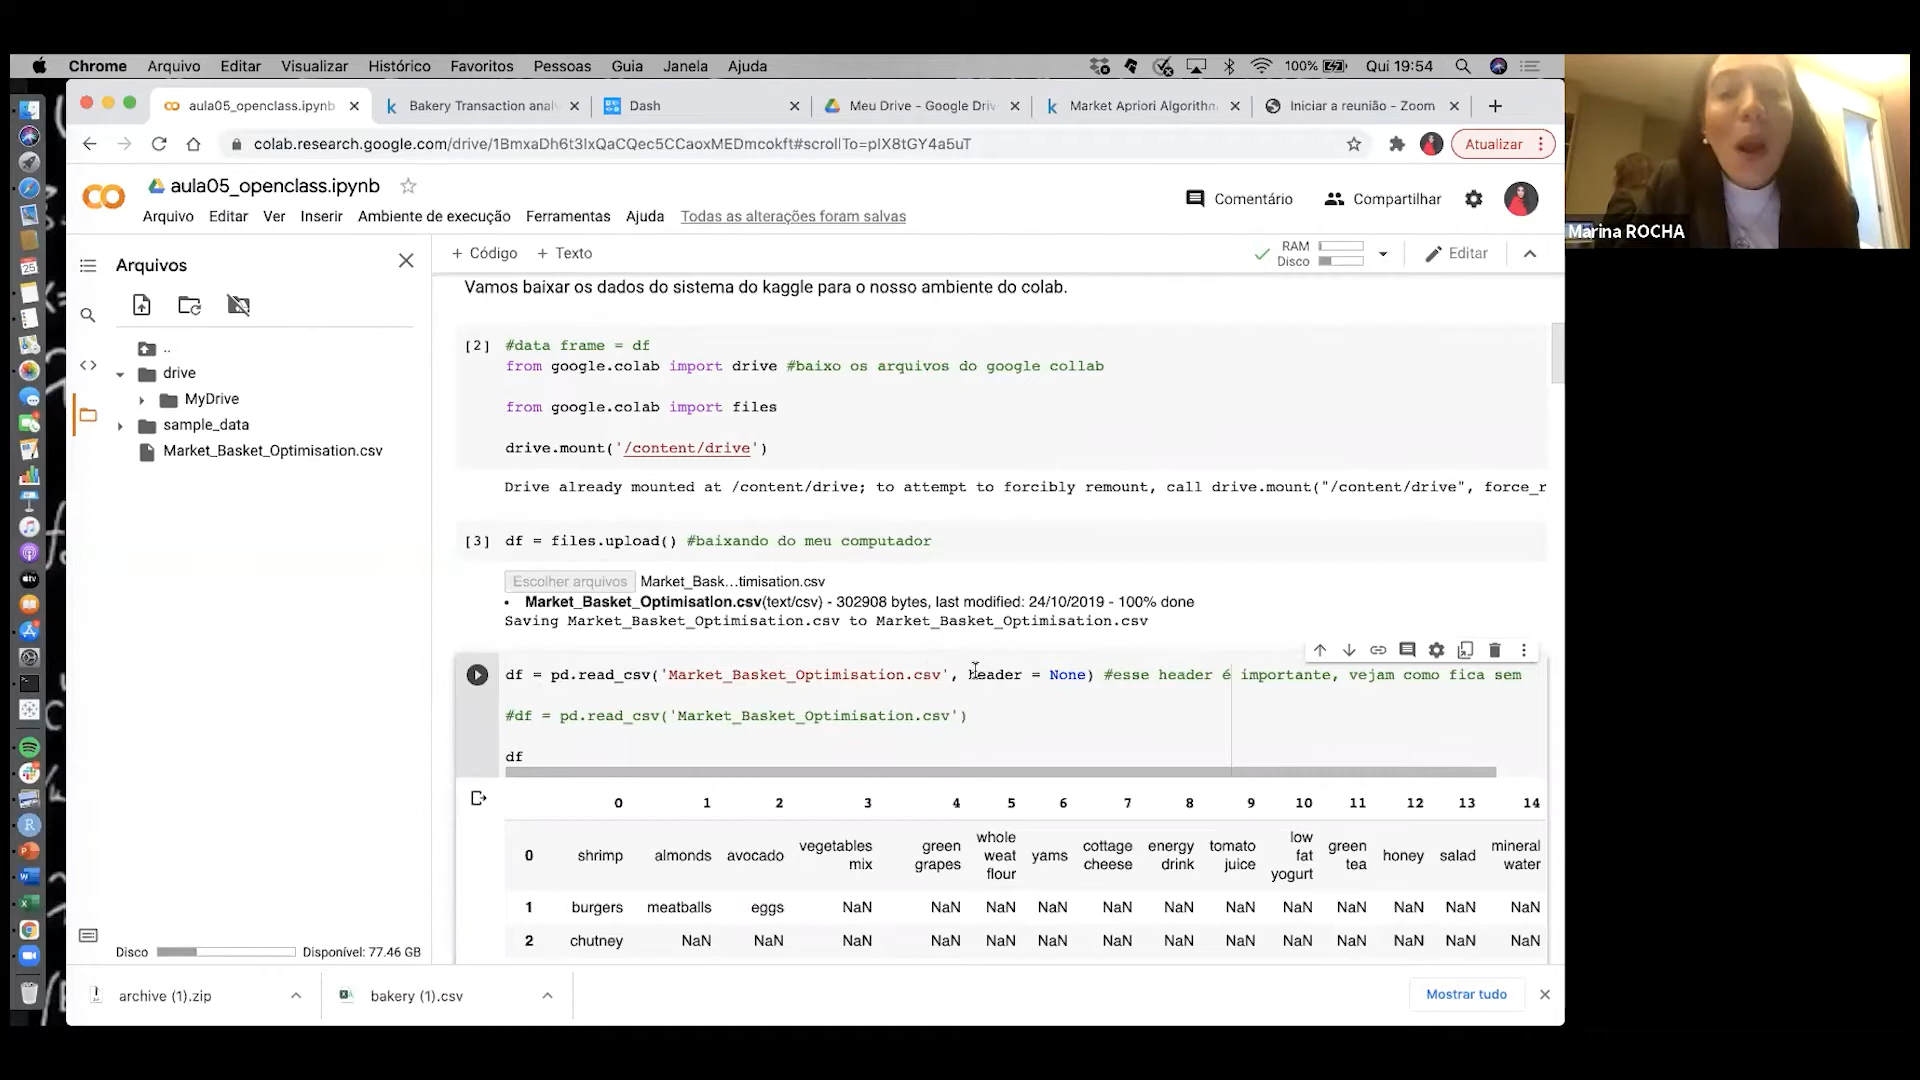 Chrome Arquivo Editar Visualizar Histórico Favoritos Pessoas Guia Janela Ajuda 100% Qui 19:54
aula05_openclass.ipynb Bakery Transaction anal Dash Meu Drive - Google Driv Market Apriori Algorithm Iniciar a reunião - Zoom
colab.research.google.com/drive/1BmxaDh6t3IxQaCQec5CCaoxMEDmcokft#scrollTo=pIX8tGY4a5uT Atualizar
Marina ROCHA
aula05_openclass.ipynb
Comentário Compartilhar
Arquivo Editar Ver Inserir Ambiente de execução Ferramentas Ajuda Todas as alterações foram salvas
Arquivos
+ Código + Texto
RAM
Disco
Editar
..
drive
MyDrive
sample_data
Market_Basket_Optimisation.csv
Disco Disponível: 77.46 GB
Vamos baixar os dados do sistema do kaggle para o nosso ambiente do colab.
[2] #data frame = df
from google.colab import drive #baixo os arquivos do google collab
from google.colab import files
drive.mount('/content/drive')
Drive already mounted at /content/drive; to attempt to forcibly remount, call drive.mount("/content/drive", force_r
[3] df = files.upload() #baixando do meu computador
Escolher arquivos Market_Bask…timisation.csv
• Market_Basket_Optimisation.csv(text/csv) - 302908 bytes, last modified: 24/10/2019 - 100% done
Saving Market_Basket_Optimisation.csv to Market_Basket_Optimisation.csv
df = pd.read_csv('Market_Basket_Optimisation.csv', header = None) #esse header é importante, vejam como fica sem
#df = pd.read_csv('Market_Basket_Optimisation.csv')
df
0 1 2 3 4 5 6 7 8 9 10 11 12 13 14
0 shrimp almonds avocado vegetables mix green grapes whole weat flour yams cottage cheese energy drink tomato juice low fat yogurt green tea honey salad mineral water
1 burgers meatballs eggs NaN NaN NaN NaN NaN NaN NaN NaN NaN NaN NaN NaN
2 chutney NaN NaN NaN NaN NaN NaN NaN NaN NaN NaN NaN NaN NaN NaN
archive (1).zip bakery (1).csv Mostrar tudo